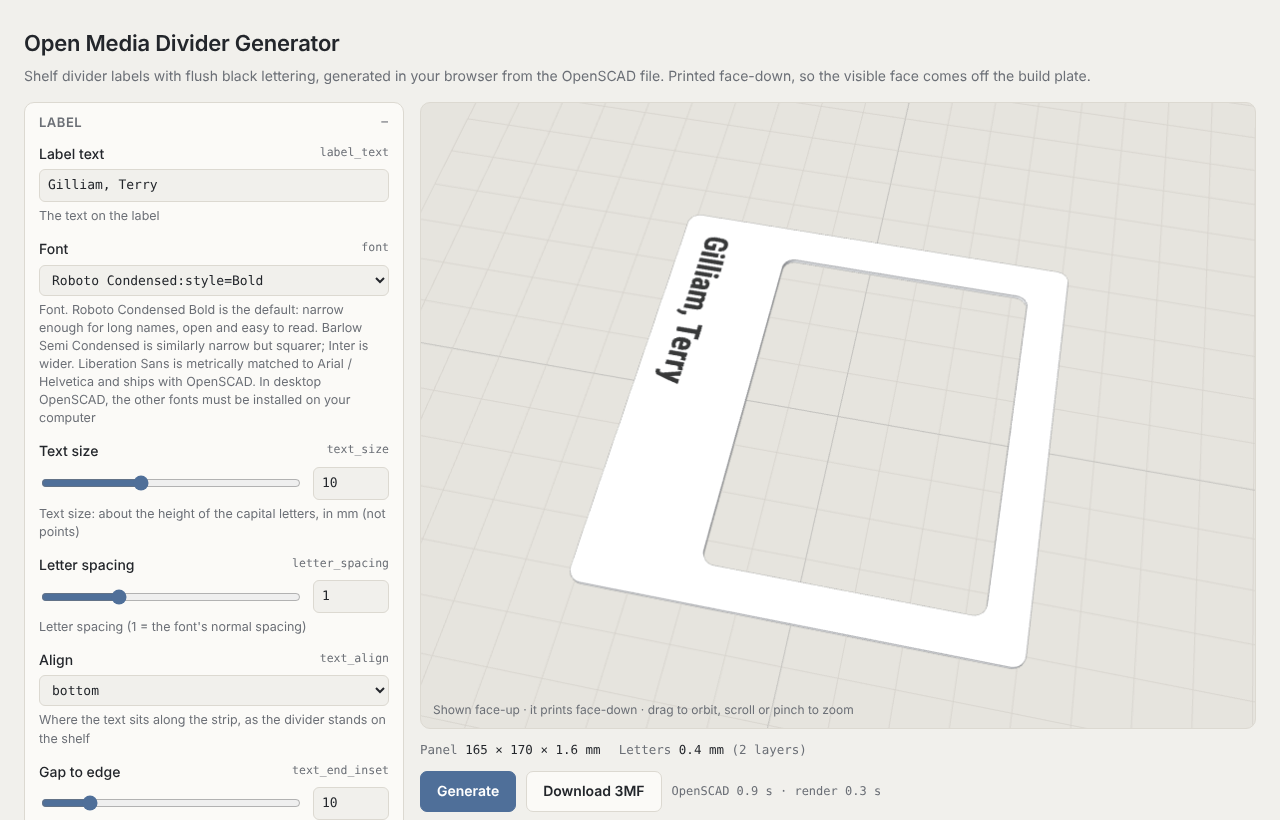 Open Media Divider Generator
Shelf divider labels with flush black lettering, generated in your browser from the OpenSCAD file. Printed face-down, so the visible face comes off the build plate.
LABEL −
Label text label_text
Gilliam, Terry
The text on the label
Font font
Roboto Condensed:style=Bold
Font. Roboto Condensed Bold is the default: narrow
enough for long names, open and easy to read. Barlow
Semi Condensed is similarly narrow but squarer; Inter is
wider. Liberation Sans is metrically matched to Arial /
Helvetica and ships with OpenSCAD. In desktop
OpenSCAD, the other fonts must be installed on your
computer
Text size text_size
10
Text size: about the height of the capital letters, in mm (not
points)
Letter spacing letter_spacing
1
Letter spacing (1 = the font's normal spacing)
Align text_align
bottom
Where the text sits along the strip, as the divider stands on
the shelf
Gap to edge text_end_inset
10
Gilliam, Terry
Shown face-up · it prints face-down · drag to orbit, scroll or pinch to zoom
Panel 165 × 170 × 1.6 mm Letters 0.4 mm (2 layers)
Generate Download 3MF OpenSCAD 0.9 s · render 0.3 s